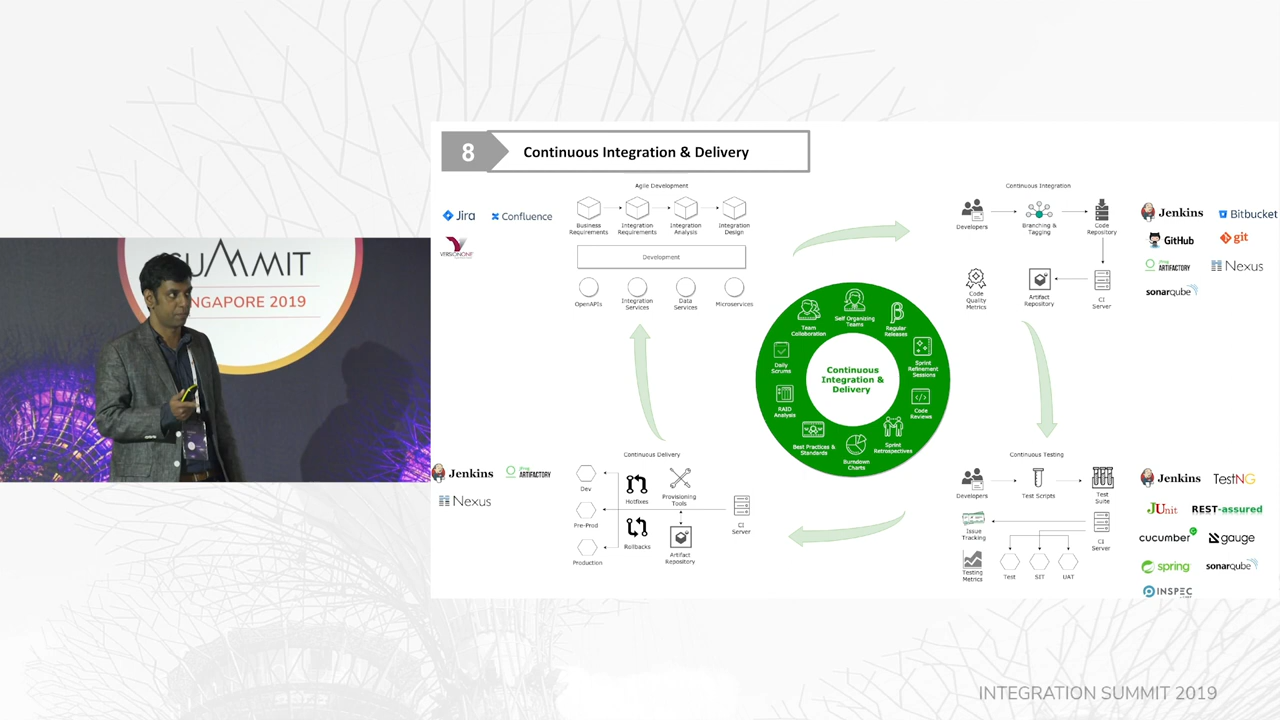 8
Continuous Integration & Delivery
Agile Development
Jira
Confluence
VERSIONONE
Business
Requirements
Integration
Requirements
Integration
Analysis
Integration
Design
Development
OpenAPIs
Integration
Services
Data
Services
Microservices
Continuous Integration
Developers
Branching &
Tagging
Code
Repository
Code
Quality
Metrics
Artifact
Repository
CI
Server
Jenkins
Bitbucket
GitHub
git
ARTIFACTORY
Nexus
sonarqube
SUMMIT
SINGAPORE 2019
Team
Collaboration
Self Organizing
Teams
Regular
Releases
Daily
Scrums
Sprint
Refinement
Sessions
Continuous
Integration &
Delivery
RAID
Analysis
Code
Reviews
Best Practices &
Standards
Burndown
Charts
Sprint
Retrospectives
Continuous Delivery
Jenkins
ARTIFACTORY
Nexus
Dev
Pre-Prod
Production
Hotfixes
Rollbacks
Provisioning
Tools
Artifact
Repository
CI
Server
Continuous Testing
Developers
Test Scripts
Test
Suite
Issue
Tracking
CI
Server
Testing
Metrics
Test
SIT
UAT
Jenkins
TestNG
JUnit
REST-assured
cucumber
gauge
spring
sonarqube
INSPEC
INTEGRATION SUMMIT 2019